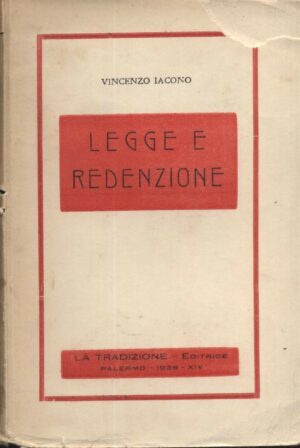 VINCENZO IACONO
LEGGE E
REDENZIONE
LA TRADIZIONE - EDITRICE
PALERMO - 1936 - XIV